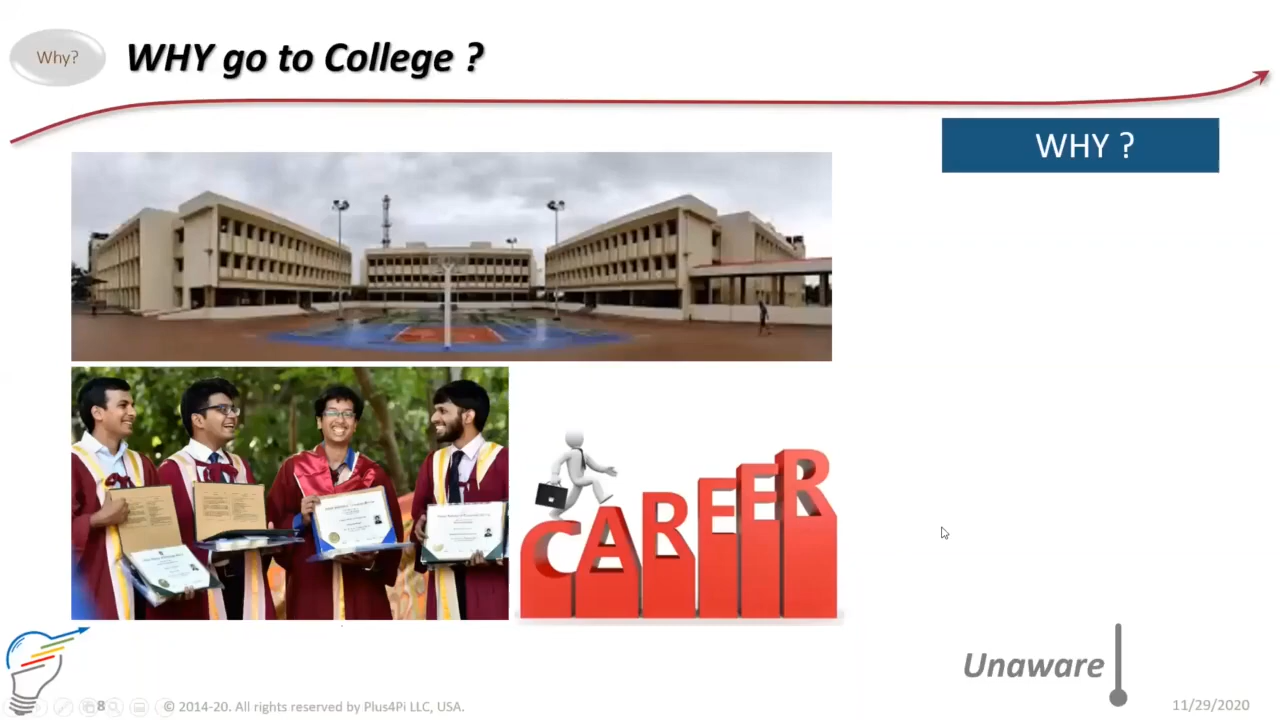 Why?
WHY go to College ?
WHY ?
CAREER
Unaware
8
© 2014-20. All rights reserved by Plus4Pi LLC, USA.
11/29/2020